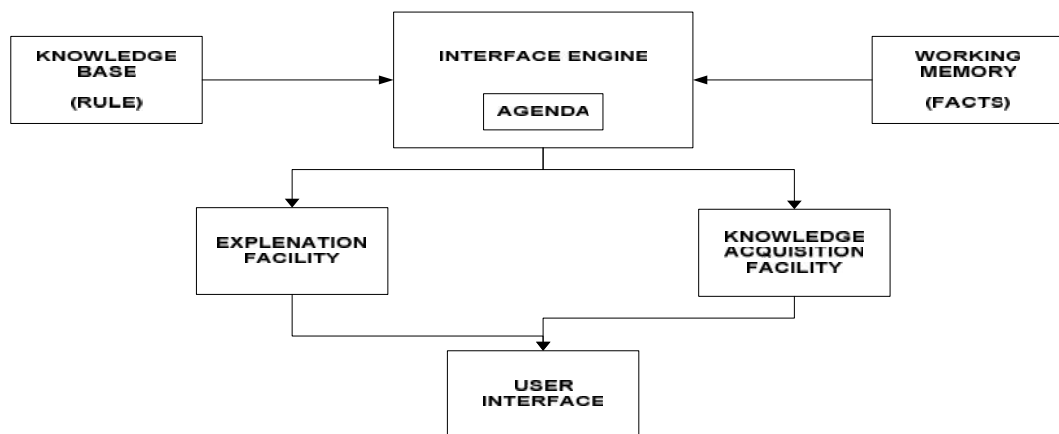 KNOWLEDGE
BASE
(RULE)
INTERFACE ENGINE
AGENDA
WORKING
MEMORY
(FACTS)
EXPLENATION
FACILITY
KNOWLEDGE
ACQUISITION
FACILITY
USER
INTERFACE